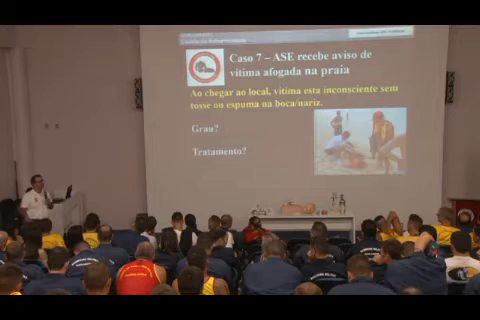 Caso 7 – ASE recebe aviso de
vítima afogada na praia
Ao chegar ao local, vítima esta inconsciente sem
tosse ou espuma na boca/nariz.
Grau?
Tratamento?